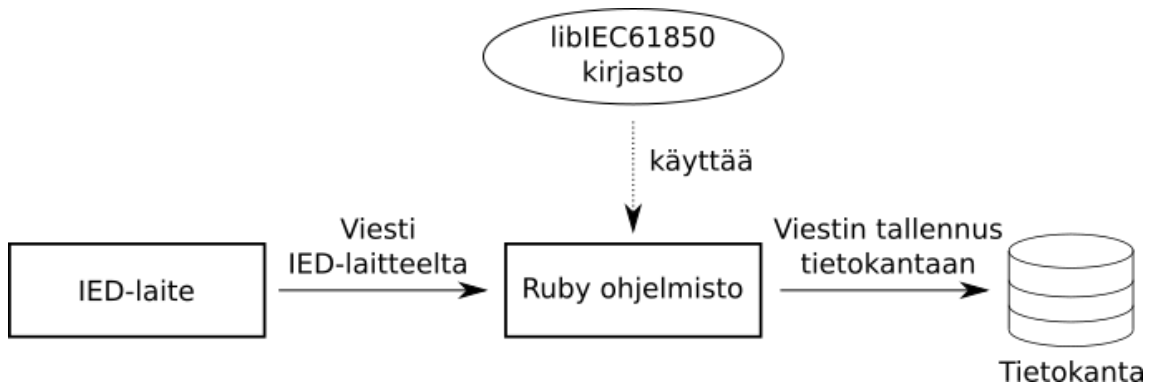 libIEC61850
kirjasto
käyttää
Viesti
IED-laitteelta
Viestin tallennus
tietokantaan
IED-laite
Ruby ohjelmisto
Tietokanta